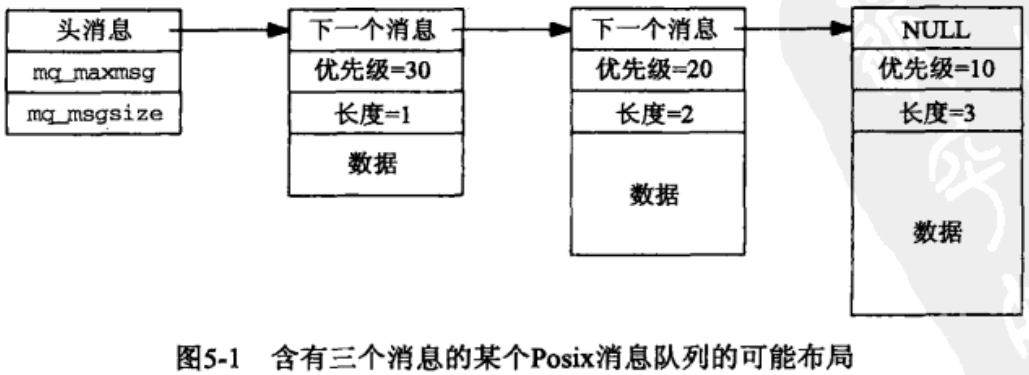 头消息 下一个消息 下一个消息 NULL
mq_maxmsg 优先级=30 优先级=20 优先级=10
mq_msgsize 长度=1 长度=2 长度=3
数据
数据
数据
图5-1 含有三个消息的某个Posix消息队列的可能布局